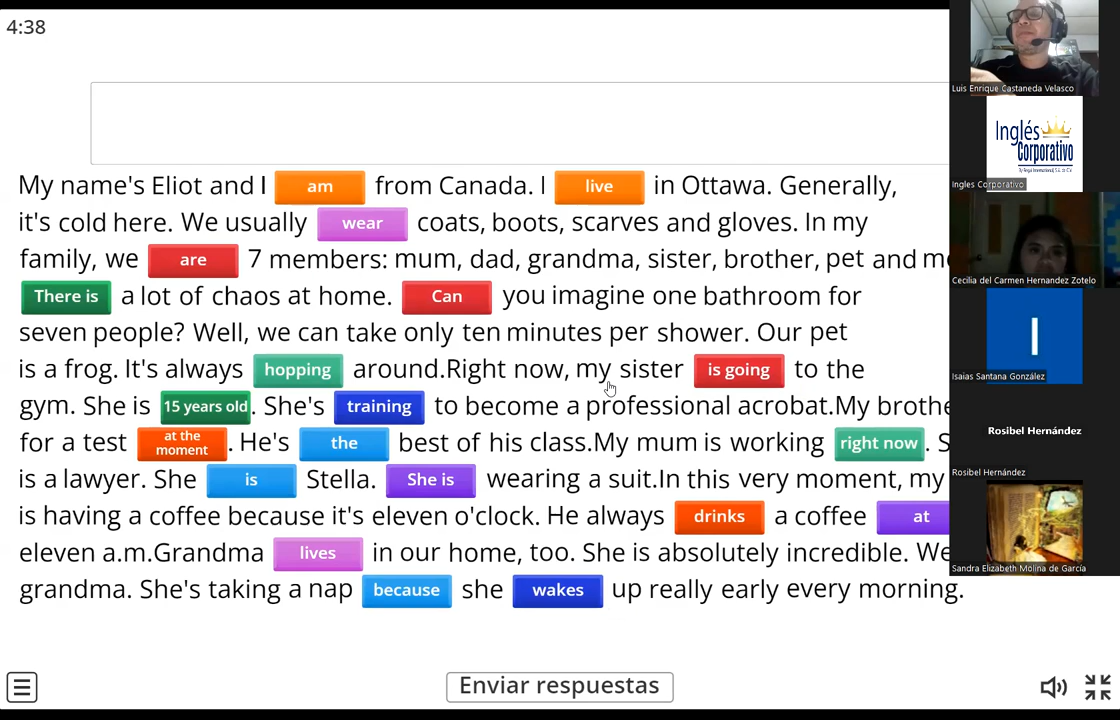 4:38
My name's Eliot and I am from Canada. I live in Ottawa. Generally,
it's cold here. We usually wear coats, boots, scarves and gloves. In my
family, we are 7 members: mum, dad, grandma, sister, brother, pet and
There is a lot of chaos at home. Can you imagine one bathroom for
seven people? Well, we can take only ten minutes per shower. Our pet
is a frog. It's always hopping around.Right now, my sister is going to the
gym. She is 15 years old. She's training to become a professional acrobat.My
for a test at the moment. He's the best of his class.My mum is working right now.
is a lawyer. She is Stella. She is wearing a suit.In this very moment, my
is having a coffee because it's eleven o'clock. He always drinks a coffee at
eleven a.m.Grandma lives in our home, too. She is absolutely incredible. We
grandma. She's taking a nap because she wakes up really early every morning.
Enviar respuestas
Luis Enrique Castaneda Velasco
Inglés
Corporativo
Ingles Corporativo
Cecilia del Carmen Hernandez Zotelo
I
Isaias Santana González
Rosibel Hernández
Rosibel Hernández
Sandra Elizabeth Molina de García